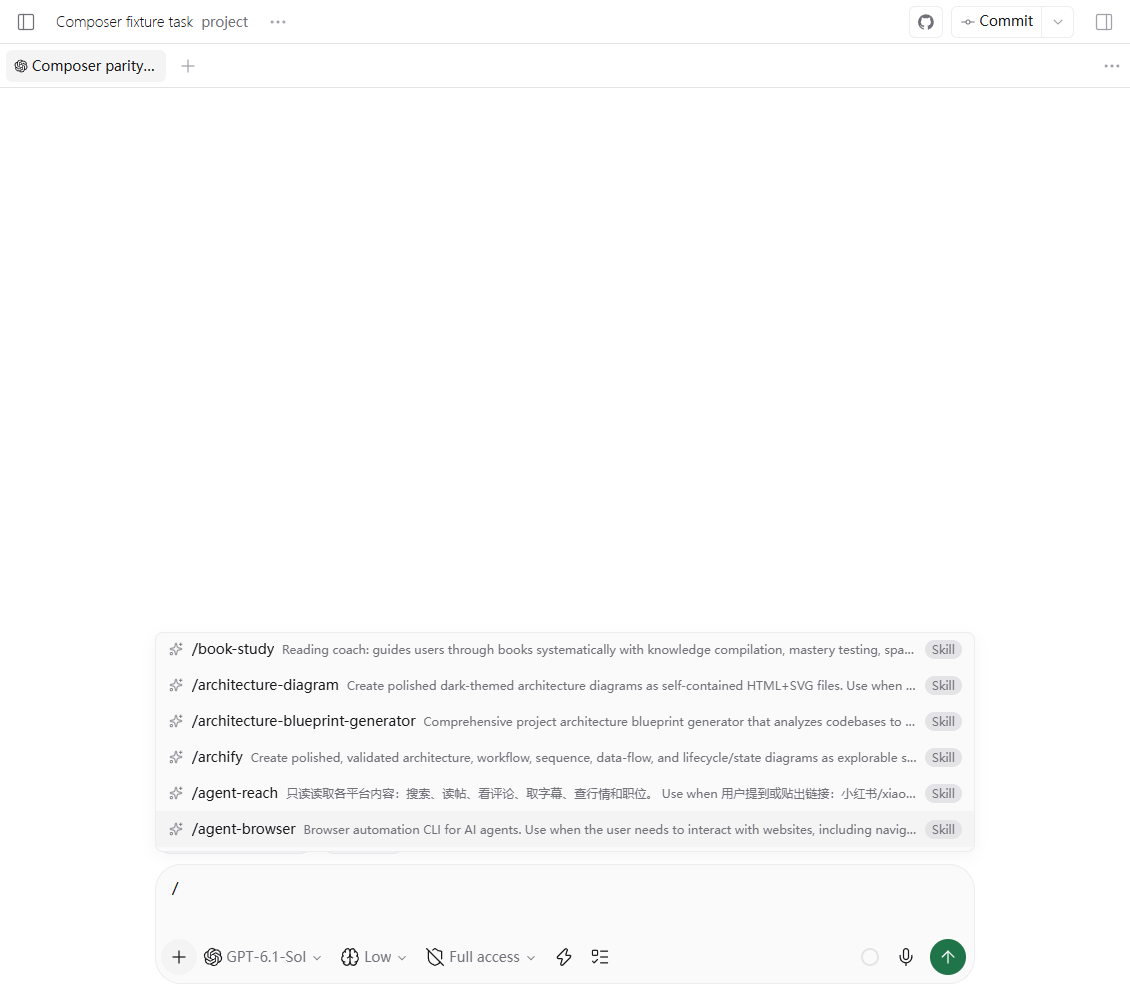 Composer fixture task project ...
Commit
Composer parity...
/book-study Reading coach: guides users through books systematically with knowledge compilation, mastery testing, spa... Skill
/architecture-diagram Create polished dark-themed architecture diagrams as self-contained HTML+SVG files. Use when ... Skill
/architecture-blueprint-generator Comprehensive project architecture blueprint generator that analyzes codebases to ... Skill
/archify Create polished, validated architecture, workflow, sequence, data-flow, and lifecycle/state diagrams as explorable s... Skill
/agent-reach 只读读取各平台内容：搜索、读帖、看评论、取字幕、查行情和职位。 Use when 用户提到或贴出链接：小红书/xiao... Skill
/agent-browser Browser automation CLI for AI agents. Use when the user needs to interact with websites, including navig... Skill
/
GPT-6.1-Sol Low Full access